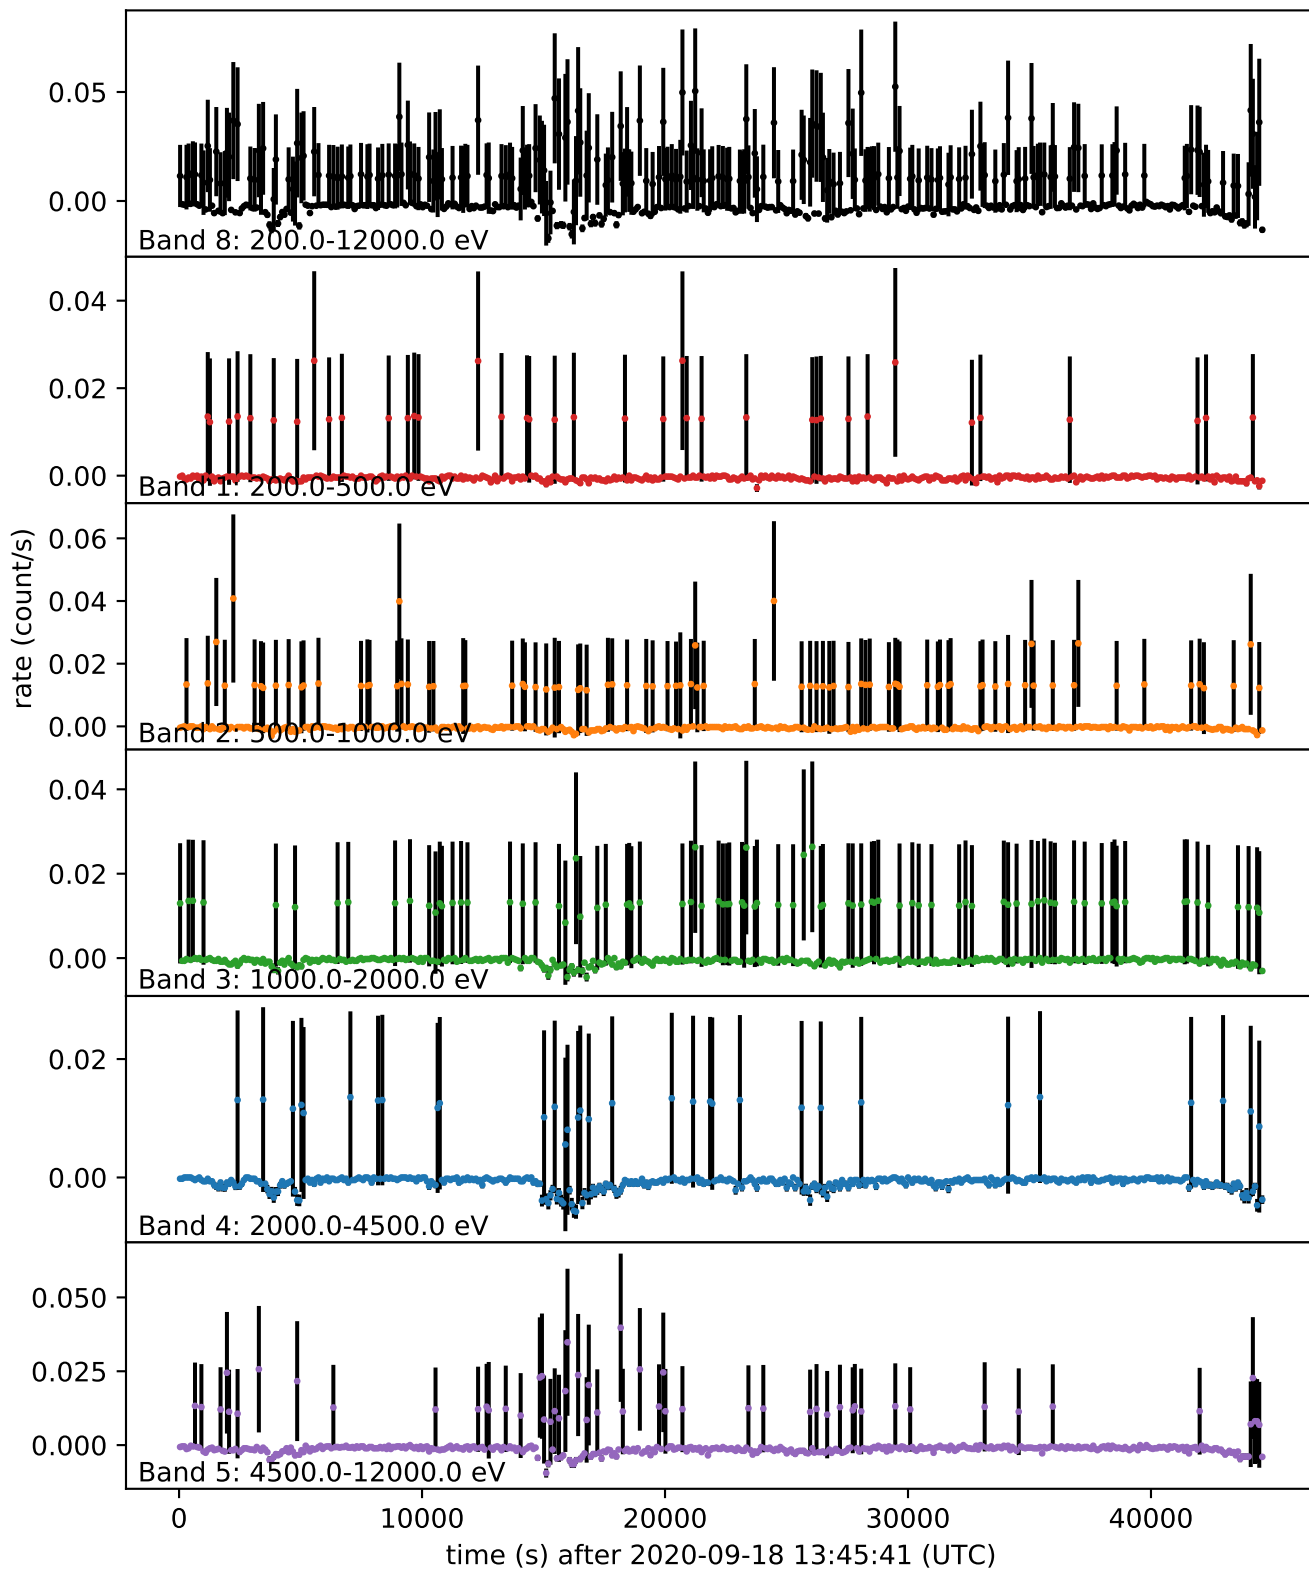 0.05
0.00
Band 8: 200.0-12000.0 eV
0.04
0.02
0.00
Band 1: 200.0-500.0 eV
rate (count/s)
0.06
0.04
0.02
0.00
Band 2: 500.0-1000.0 eV
0.04
0.02
0.00
Band 3: 1000.0-2000.0 eV
0.02
0.00
Band 4: 2000.0-4500.0 eV
0.050
0.025
0.000
Band 5: 4500.0-12000.0 eV
0 10000 20000 30000 40000
time (s) after 2020-09-18 13:45:41 (UTC)